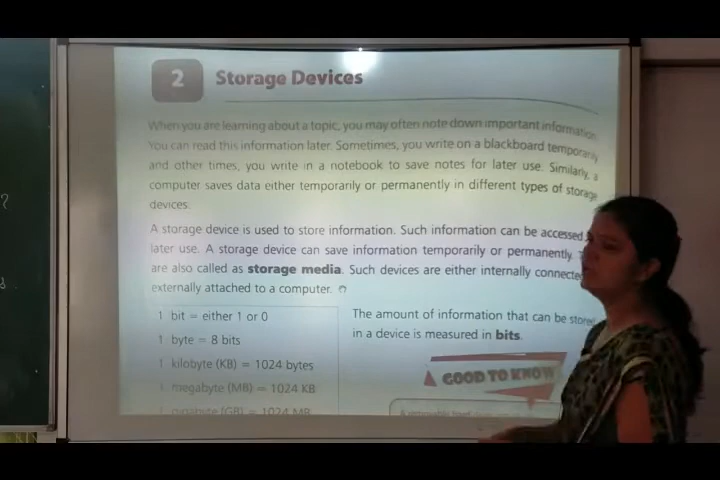 2 Storage Devices
When you are learning about a topic, you may often note down important information.
You can read this information later. Sometimes, you write on a blackboard temporarily
and other times, you write in a notebook to save notes for later use. Similarly, a
computer saves data either temporarily or permanently in different types of storage
devices.
A storage device is used to store information. Such information can be accessed
later use. A storage device can save information temporarily or permanently.
are also called as storage media. Such devices are either internally connected
externally attached to a computer.
1 bit = either 1 or 0
1 byte = 8 bits
1 kilobyte (KB) = 1024 bytes
1 megabyte (MB) = 1024 KB
1 gigabyte (GB) = 1024 MB
The amount of information that can be stored
in a device is measured in bits.
GOOD TO KNOW